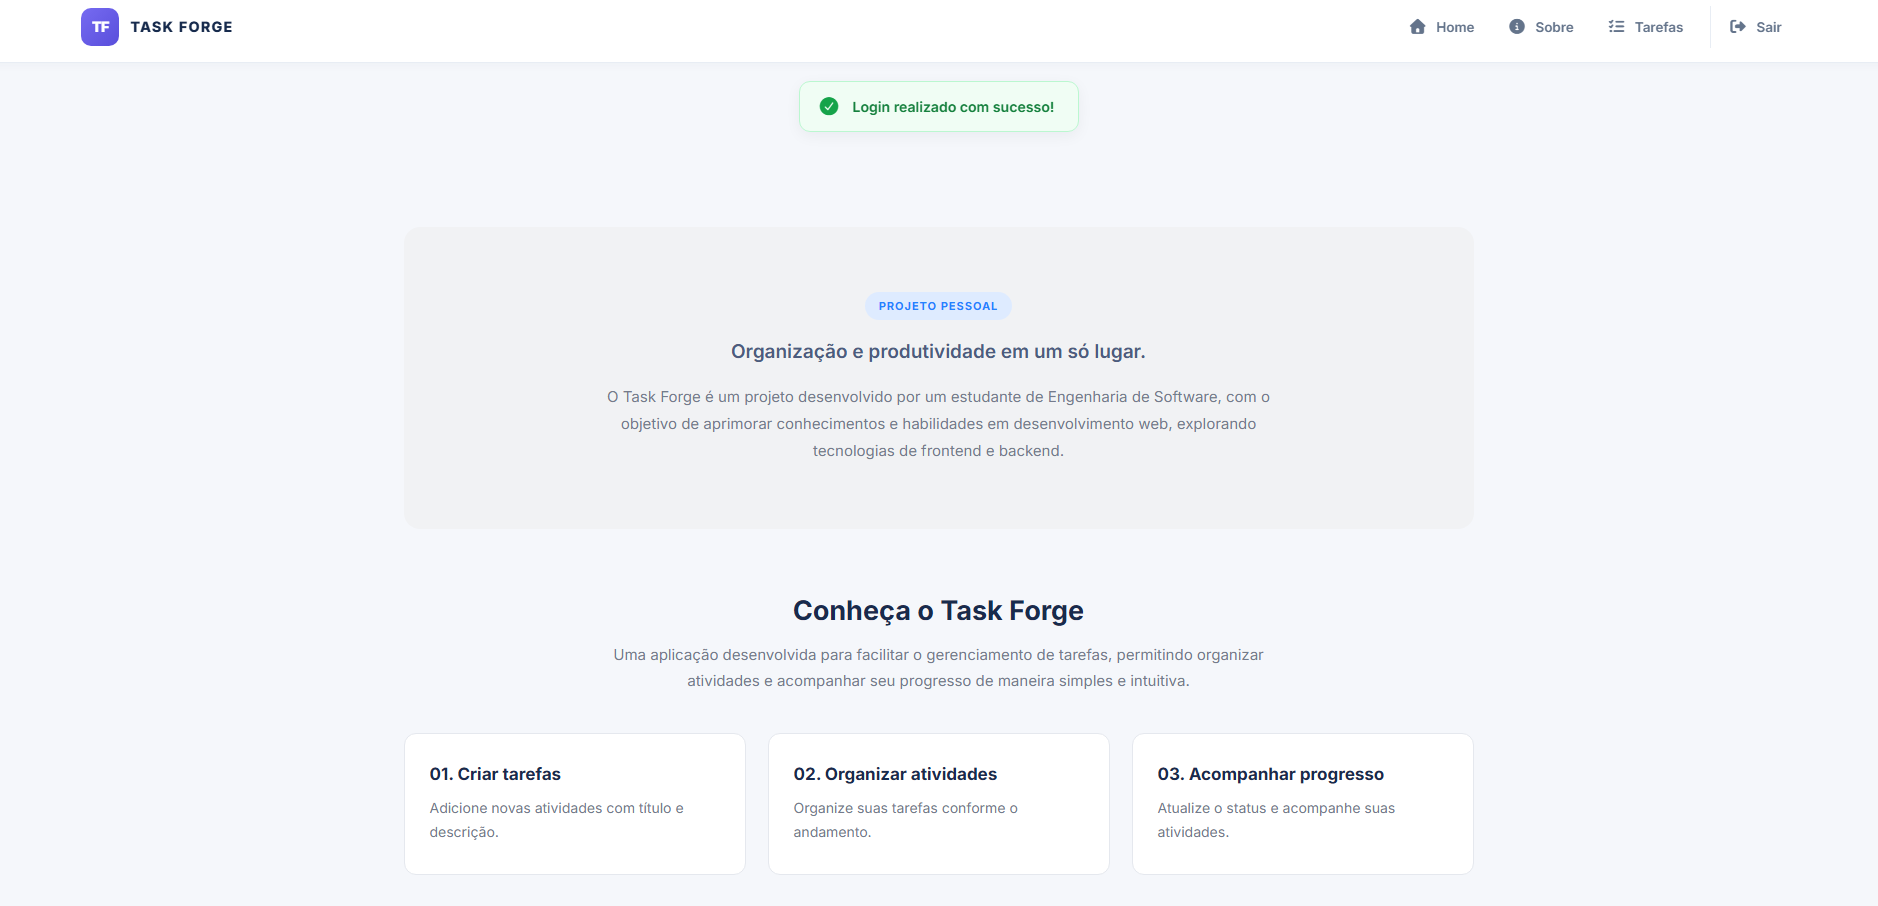 TF TASK FORGE
Home Sobre Tarefas Sair
Login realizado com sucesso!
PROJETO PESSOAL
Organização e produtividade em um só lugar.
O Task Forge é um projeto desenvolvido por um estudante de Engenharia de Software, com o
objetivo de aprimorar conhecimentos e habilidades em desenvolvimento web, explorando
tecnologias de frontend e backend.
Conheça o Task Forge
Uma aplicação desenvolvida para facilitar o gerenciamento de tarefas, permitindo organizar
atividades e acompanhar seu progresso de maneira simples e intuitiva.
01. Criar tarefas
Adicione novas atividades com título e
descrição.
02. Organizar atividades
Organize suas tarefas conforme o
andamento.
03. Acompanhar progresso
Atualize o status e acompanhe suas
atividades.